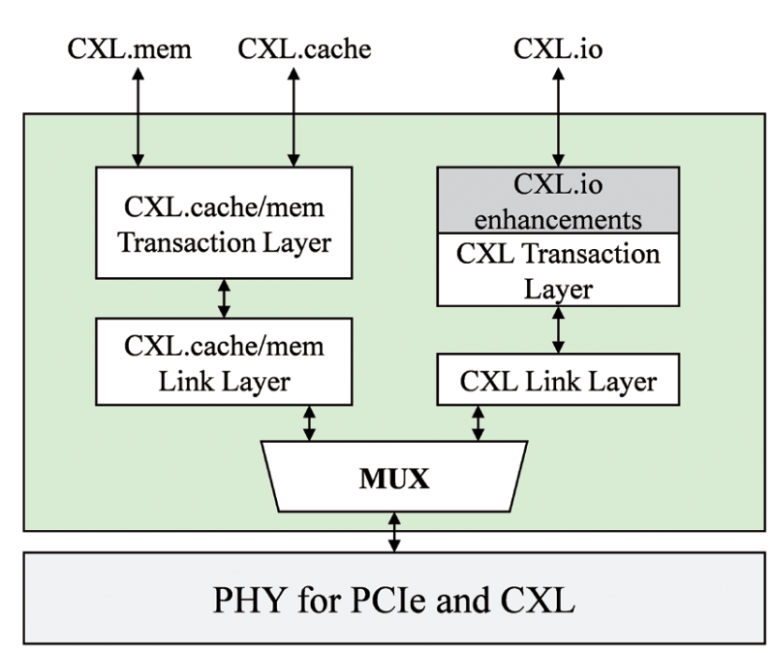 CXL.mem
CXL.cache
CXL.io
CXL.cache/mem
Transaction Layer
CXL.io
enhancements
CXL Transaction
Layer
CXL.cache/mem
Link Layer
CXL Link Layer
MUX
PHY for PCIe and CXL